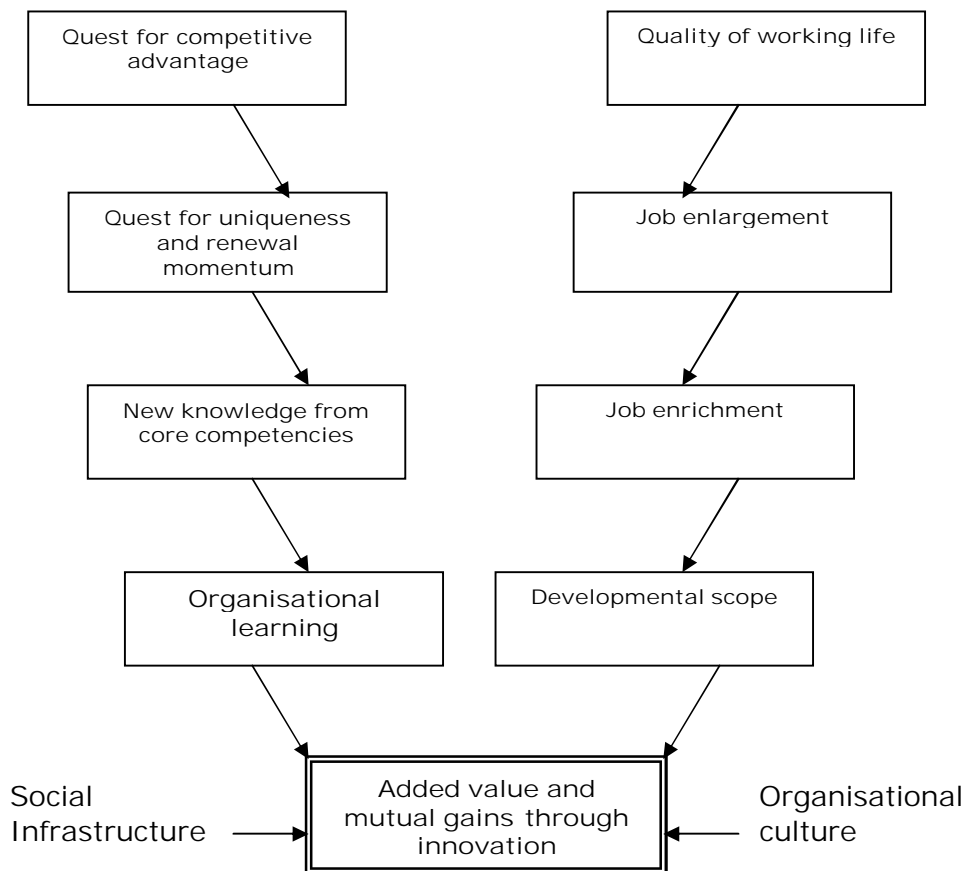 Quest for competitive
advantage
Quality of working life
Quest for uniqueness
and renewal
momentum
Job enlargement
New knowledge from
core competencies
Job enrichment
Organisational
learning
Developmental scope
Added value and
mutual gains through
innovation
Social
Infrastructure
Organisational
culture